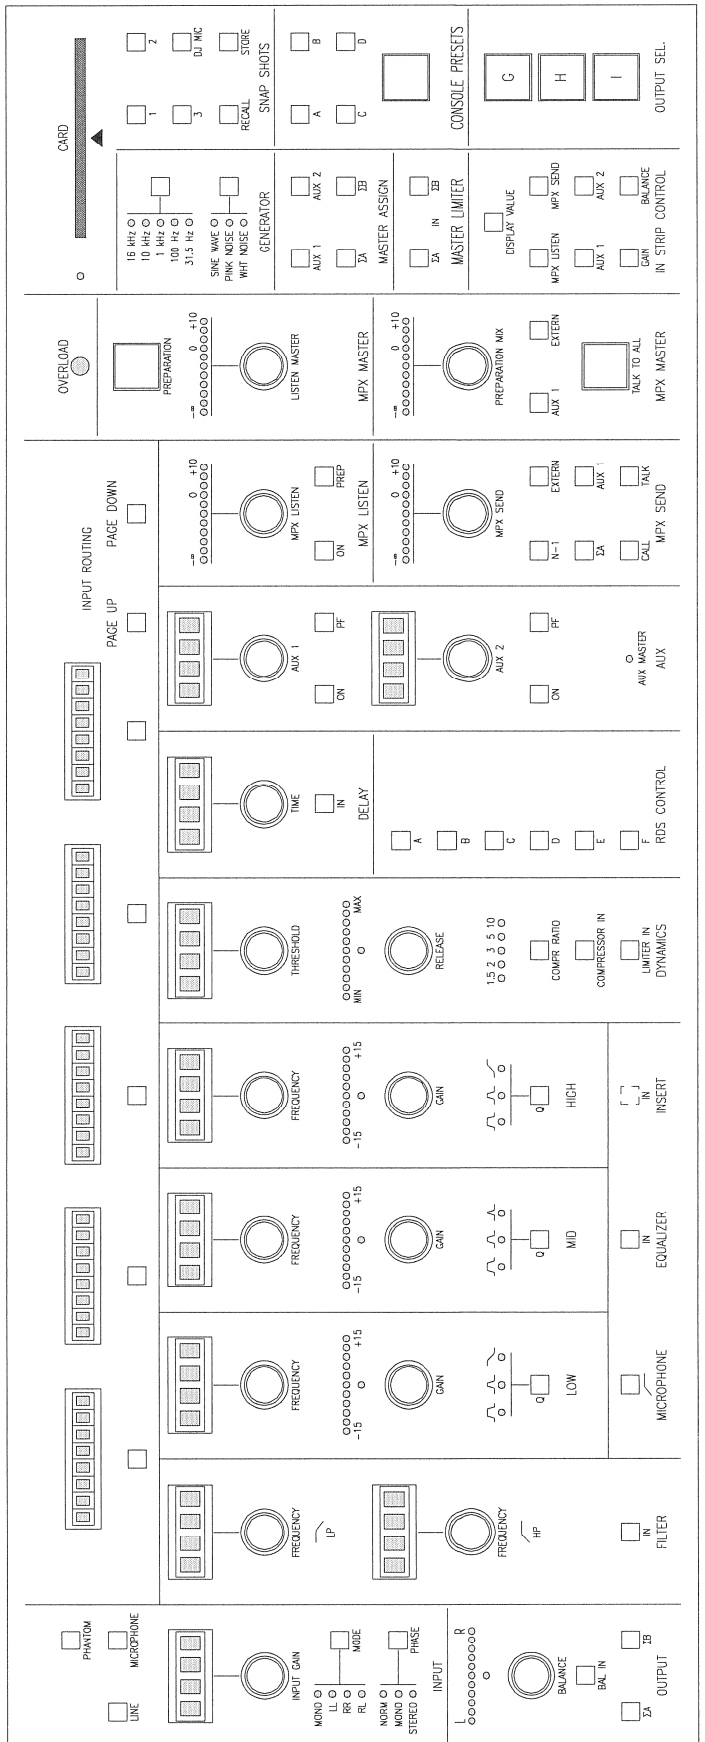 PHANTOM
LINE
MICROPHONE
INPUT GAIN
MONO
LL
RR
RL
MODE
NORM
MONO
STEREO
PHASE
INPUT
L R
BALANCE
BAL IN
ΣA ΣB
OUTPUT
INPUT ROUTING
PAGE UP PAGE DOWN
FREQUENCY
LP
FREQUENCY
HP
IN
FILTER
FREQUENCY
-15 +15
GAIN
Q
LOW
MICROPHONE
FREQUENCY
-15 +15
GAIN
Q
MID
IN
EQUALIZER
FREQUENCY
-15 +15
GAIN
Q
HIGH
IN
INSERT
THRESHOLD
MIN MAX
RELEASE
1.5 2 3 5 10
COMPR RATIO
COMPRESSOR IN
LIMITER IN
DYNAMICS
TIME
IN
DELAY
A
B
C
D
E
F
RDS CONTROL
AUX 1
ON PF
AUX 2
ON PF
AUX MASTER
AUX
-∞ 0 +10
MPX LISTEN
ON PREP
MPX LISTEN
-∞ 0 +10
MPX SEND
N-1 EXTERN
ΣA AUX 1
CALL TALK
MPX SEND
OVERLOAD
PREPARATION
-∞ 0 +10
LISTEN MASTER
MPX MASTER
-∞ 0 +10
PREPARATION MIX
AUX 1 EXTERN
TALK TO ALL
MPX MASTER
CARD
16 kHz
10 kHz
1 kHz
100 Hz
31.5 Hz
SINE WAVE
PINK NOISE
WHT NOISE
GENERATOR
1 2
3 DJ MIC
RECALL STORE
SNAP SHOTS
AUX 1 AUX 2
ΣA ΣB
MASTER ASSIGN
A B
C D
ΣA IN ΣB
MASTER LIMITER
CONSOLE PRESETS
DISPLAY VALUE
MPX LISTEN MPX SEND
AUX 1 AUX 2
GAIN BALANCE
IN STRIP CONTROL
G H I
OUTPUT SEL.